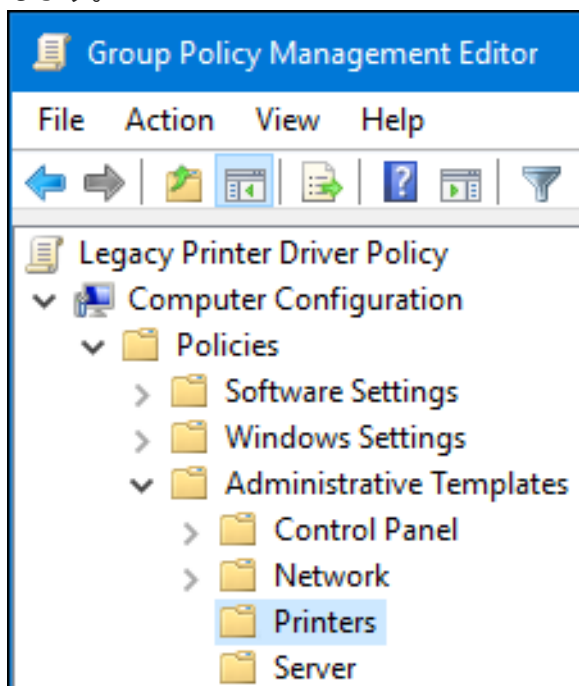 Group Policy Management Editor
File Action View Help
Legacy Printer Driver Policy
Computer Configuration
Policies
Software Settings
Windows Settings
Administrative Templates
Control Panel
Network
Printers
Server